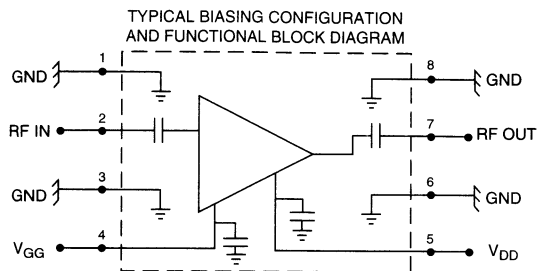 TYPICAL BIASING CONFIGURATION
AND FUNCTIONAL BLOCK DIAGRAM
GND 1
8 GND
RF IN 2
7 RF OUT
GND 3
6 GND
VGG 4
5 VDD